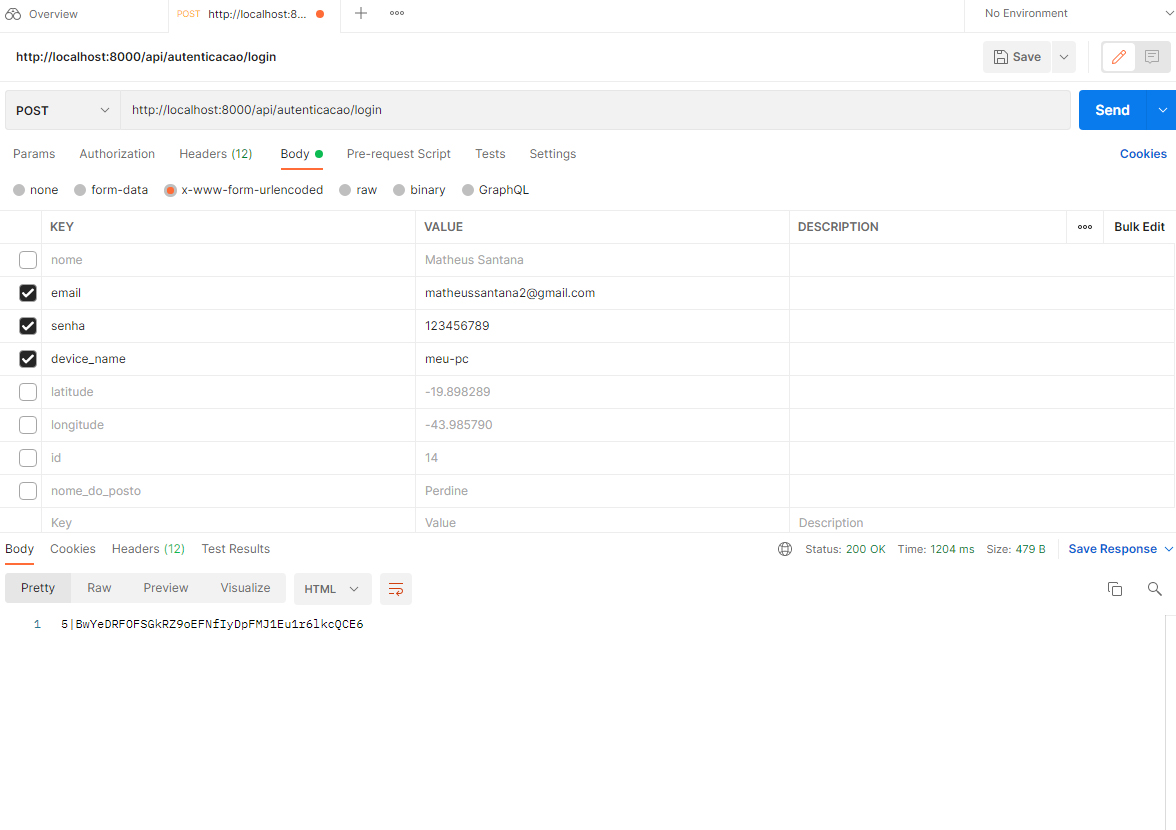 Overview
POST http://localhost:8...
No Environment
http://localhost:8000/api/autenticacao/login
Save
POST
http://localhost:8000/api/autenticacao/login
Send
Params Authorization Headers (12) Body Pre-request Script Tests Settings Cookies
none form-data x-www-form-urlencoded raw binary GraphQL
KEY VALUE DESCRIPTION Bulk Edit
nome Matheus Santana
email matheussantana2@gmail.com
senha 123456789
device_name meu-pc
latitude -19.898289
longitude -43.985790
id 14
nome_do_posto Perdine
Key Value Description
Body Cookies Headers (12) Test Results Status: 200 OK Time: 1204 ms Size: 479 B Save Response
Pretty Raw Preview Visualize HTML
1 5|BwYeDRFOFSGkRZ9oEFNfIyDpFMJ1Eu1r6lkcQCE6